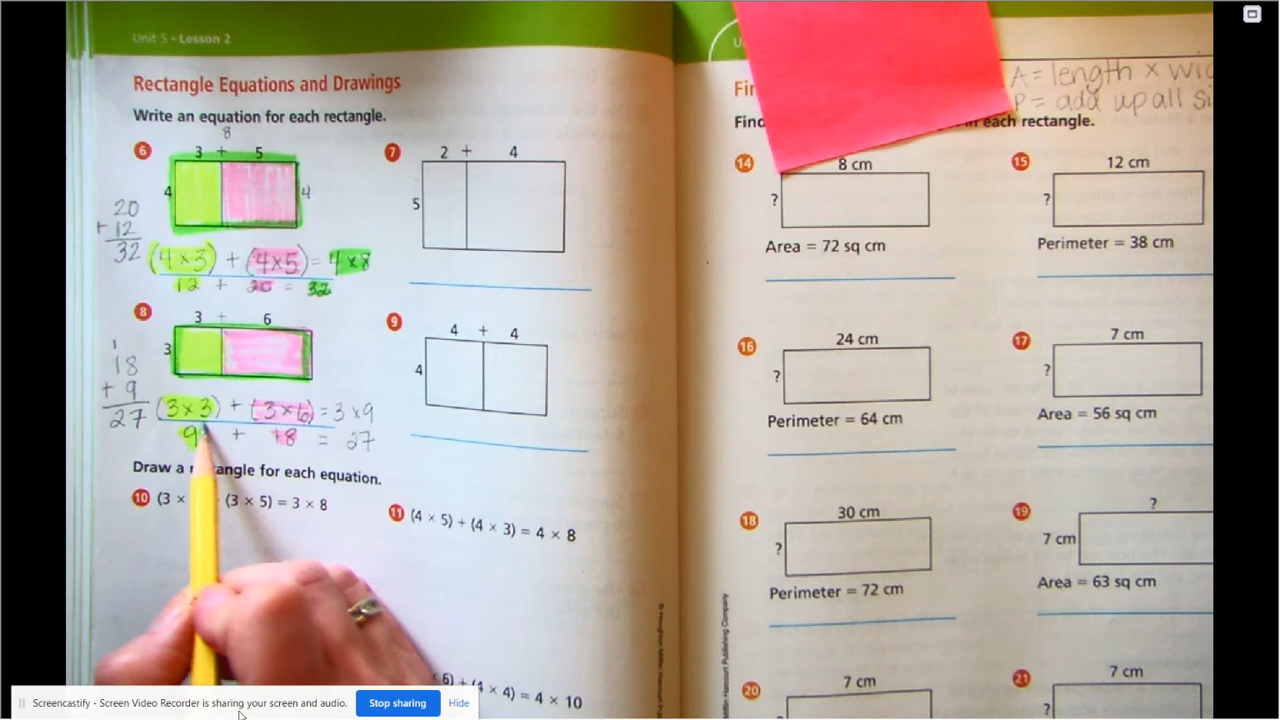 Unit 5 • Lesson 2
Rectangle Equations and Drawings
Write an equation for each rectangle.
8
6
3 + 5
4
4
20
+ 12
32
(4 × 3) + (4 × 5) = 4 × 8
12 + 20 = 32
7
2 + 4
5
8
3 + 6
3
1
18
+ 9
27
(3 × 3) + (3 × 6) = 3 × 9
9 + 18 = 27
9
4 + 4
4
Draw a rectangle for each equation.
10 (3 × (3 × 5) = 3 × 8
11 (4 × 5) + (4 × 3) = 4 × 8
6) + (4 × 4) = 4 × 10
A = length ×
P = add up all
Find
in each rectangle.
14
8 cm
?
Area = 72 sq cm
15
12 cm
?
Perimeter = 38 cm
16
24 cm
?
Perimeter = 64 cm
17
7 cm
?
Area = 56 sq cm
18
30 cm
?
Perimeter = 72 cm
19
?
7 cm
Area = 63 sq cm
20
7 cm
21
7 cm
?
Screencastify - Screen Video Recorder is sharing your screen and audio.
Stop sharing
Hide